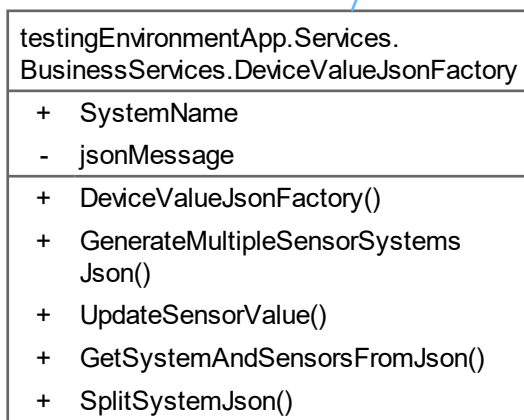 testingEnvironmentApp.Services.
BusinessServices.DeviceValueJsonFactory
+ SystemName
- jsonMessage
+ DeviceValueJsonFactory()
+ GenerateMultipleSensorSystems
Json()
+ UpdateSensorValue()
+ GetSystemAndSensorsFromJson()
+ SplitSystemJson()